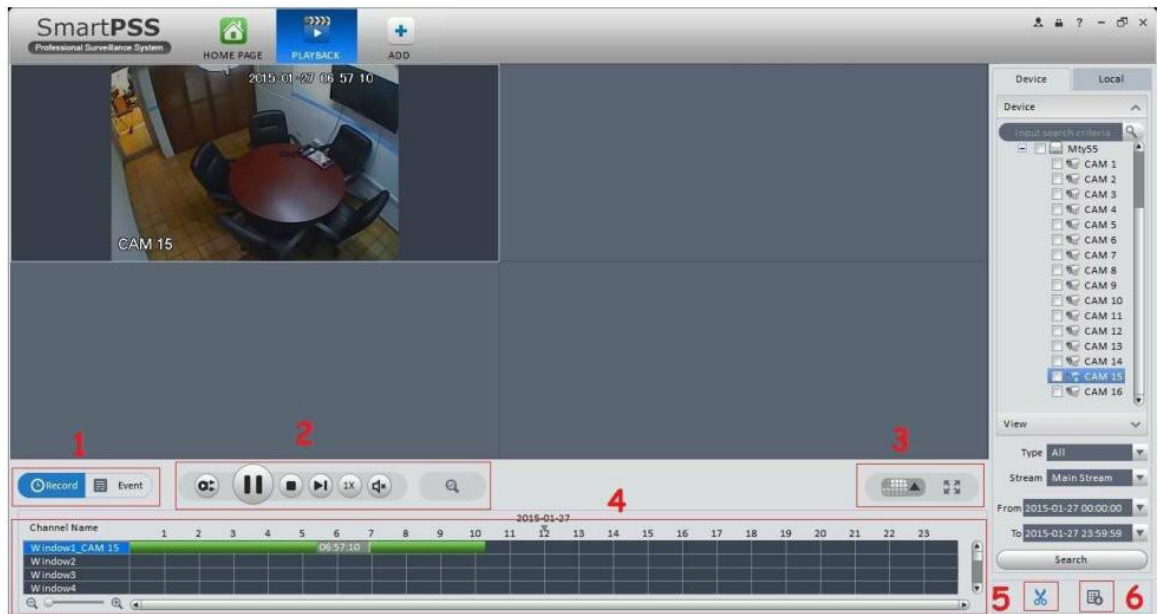 SmartPSS
Professional Surveillance System
HOME PAGE
PLAYBACK
ADD
?
2015-01-27 06 57 10
CAM 15
Device
Local
Device
Input search criteria
Mty55
CAM 1
CAM 2
CAM 3
CAM 4
CAM 5
CAM 6
CAM 7
CAM 8
CAM 9
CAM 10
CAM 11
CAM 12
CAM 13
CAM 14
CAM 15
CAM 16
View
Type All
Stream Main Stream
From 2015-01-27 00:00:00
To 2015-01-27 23:59:59
Search
1
2
3
Record
Event
1X
4
2015-01-27
Channel Name
1 2 3 4 5 6 7 8 9 10 11 12 13 14 15 16 17 18 19 20 21 22 23
Window1_CAM 15
06:57:10
Window2
Window3
Window4
5
6